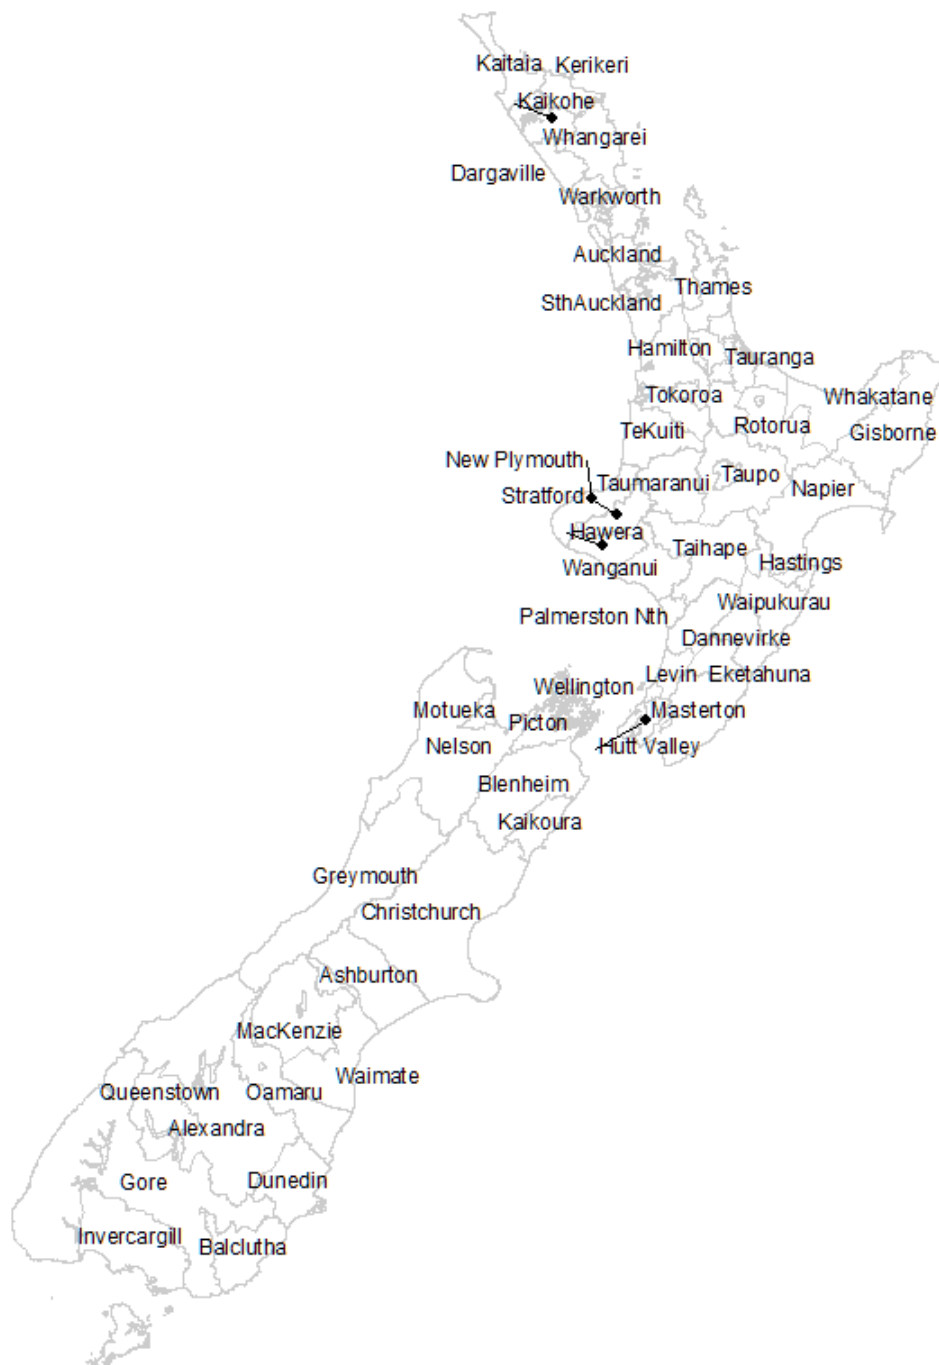 Kaitaia
Kerikeri
Kaikohe
Whangarei
Dargaville
Warkworth
Auckland
Thames
SthAuckland
Hamilton
Tauranga
Tokoroa
Whakatane
Rotorua
TeKuiti
Gisborne
New Plymouth
Taumaranui
Taupo
Napier
Stratford
Hawera
Taihape
Hastings
Wanganui
Waipukurau
Palmerston Nth
Dannevirke
Levin
Eketahuna
Wellington
Motueka
Picton
Masterton
Nelson
Hutt Valley
Blenheim
Kaikoura
Greymouth
Christchurch
Ashburton
MacKenzie
Waimate
Queenstown
Oamaru
Alexandra
Gore
Dunedin
Invercargill
Balclutha